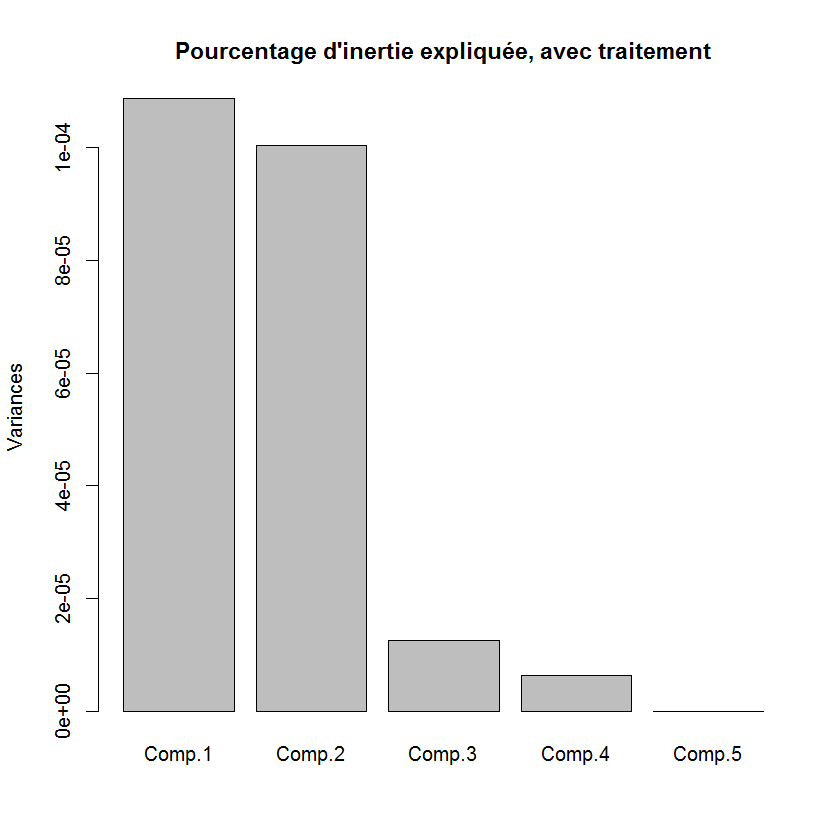 Pourcentage d'inertie expliquée, avec traitement
Variances
1e-04
8e-05
6e-05
4e-05
2e-05
0e+00
Comp.1 Comp.2 Comp.3 Comp.4 Comp.5